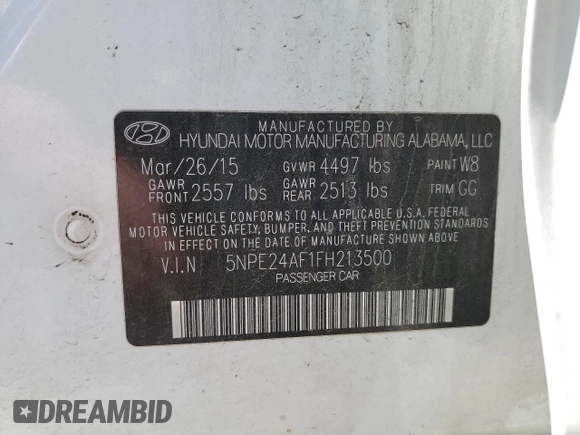 MANUFACTURED BY
HYUNDAI MOTOR MANUFACTURING ALABAMA, LLC
Mar/26/15 GVWR 4497 lbs PAINT W8
GAWR FRONT 2557 lbs GAWR REAR 2513 lbs TRIM GG
THIS VEHICLE CONFORMS TO ALL APPLICABLE U.S.A. FEDERAL
MOTOR VEHICLE SAFETY, BUMPER, AND THEFT PREVENTION STANDARDS
IN EFFECT ON THE DATE OF MANUFACTURE SHOWN ABOVE.
V.I.N 5NPE24AF1FH213500
PASSENGER CAR
DREAMBID